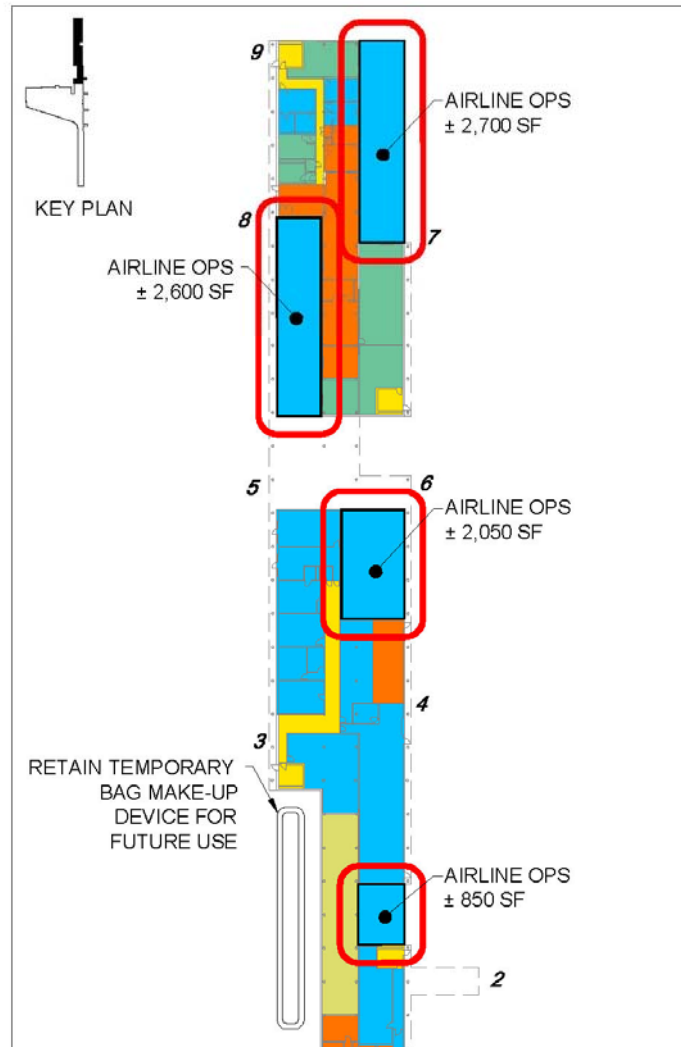 KEY PLAN
9
AIRLINE OPS
± 2,700 SF
8
7
AIRLINE OPS
± 2,600 SF
5
6
AIRLINE OPS
± 2,050 SF
4
3
RETAIN TEMPORARY
BAG MAKE-UP
DEVICE FOR
FUTURE USE
AIRLINE OPS
± 850 SF
2